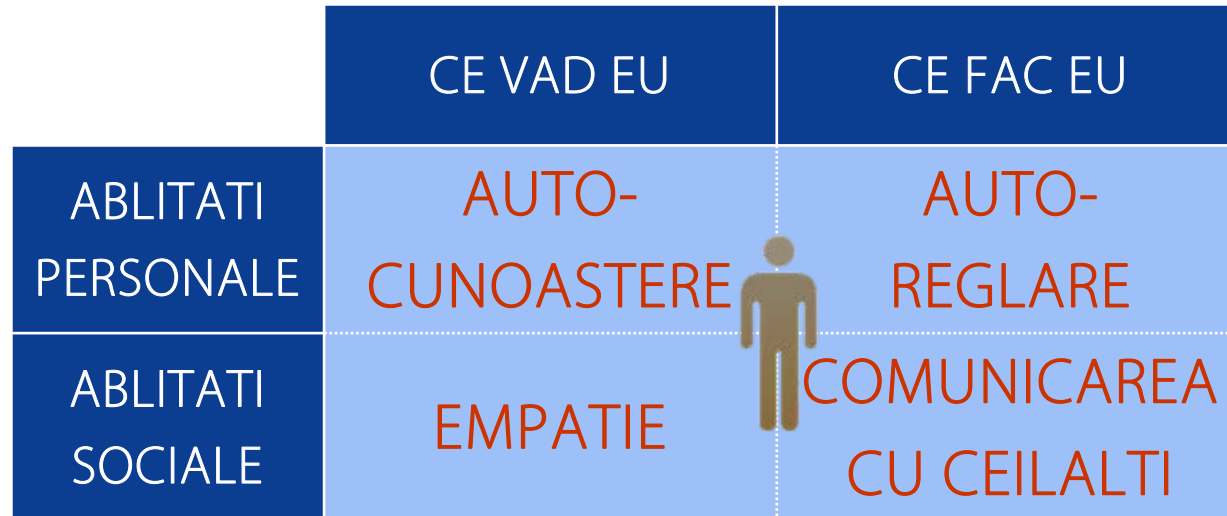 CE VAD EU
CE FAC EU
ABLITATI
PERSONALE
AUTO-
CUNOASTERE
AUTO-
REGLARE
ABLITATI
SOCIALE
EMPATIE
COMUNICAREA
CU CEILALTI